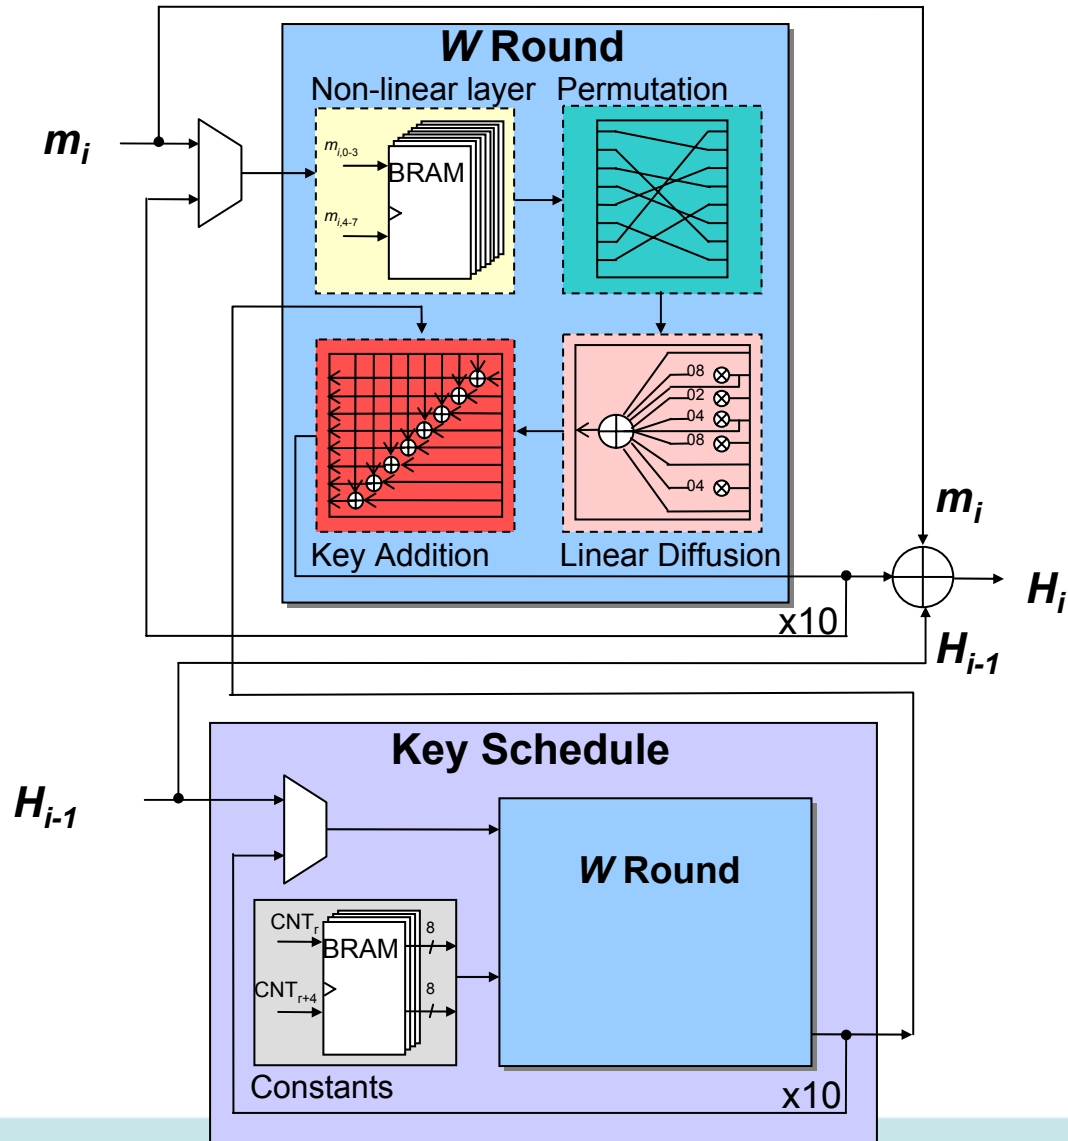 W Round
Non-linear layer
Permutation
m_i
m_i,0-3
BRAM
m_i,4-7
08
02
04
08
04
Key Addition
Linear Diffusion
m_i
H_i
x10
H_i-1
Key Schedule
H_i-1
W Round
CNT_r
BRAM
8
CNT_r+4
8
Constants
x10